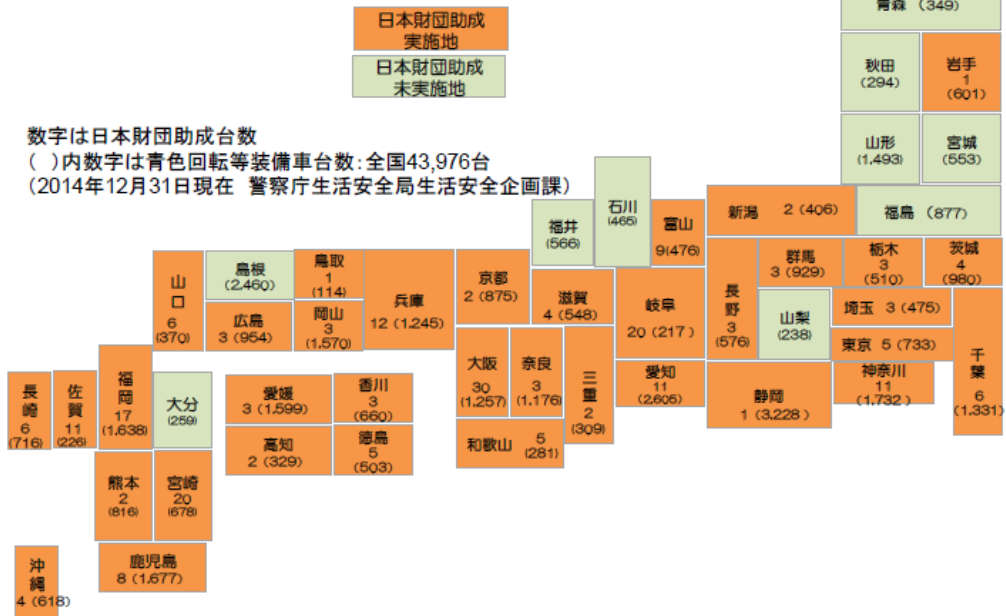 日本財団助成
実施地
日本財団助成
未実施地
数字は日本財団助成台数
( )内数字は青色回転等装備車台数:全国43,976台
(2014年12月31日現在 警察庁生活安全局生活安全企画課)
青森 (349)
秋田
(294)
岩手
1
(601)
山形
(1,493)
宮城
(553)
石川
(465)
福井
(566)
富山
9(476)
新潟 2 (406)
福島 (877)
山
口
6
(370)
島根
(2,460)
鳥取
1
(114)
兵庫
12 (1,245)
京都
2 (875)
滋賀
4 (548)
岐阜
20 (217)
長
野
3
(576)
群馬
3 (929)
栃木
3
(510)
茨城
4
(980)
広島
3 (954)
岡山
3
(1,570)
山梨
(238)
埼玉 3 (475)
東京 5 (733)
千
葉
6
(1,331)
大阪
30
(1,257)
奈良
3
(1,176)
三
重
2
(309)
愛知
11
(2,605)
静岡
1 (3,228)
神奈川
11
(1,732)
和歌山 5
(281)
長
崎
6
(716)
佐
賀
11
(226)
福
岡
17
(1,638)
大分
(259)
愛媛
3 (1,599)
香川
3
(660)
高知
2 (329)
徳島
5
(503)
熊本
2
(816)
宮崎
20
(678)
鹿児島
8 (1,677)
沖
縄
4 (618)